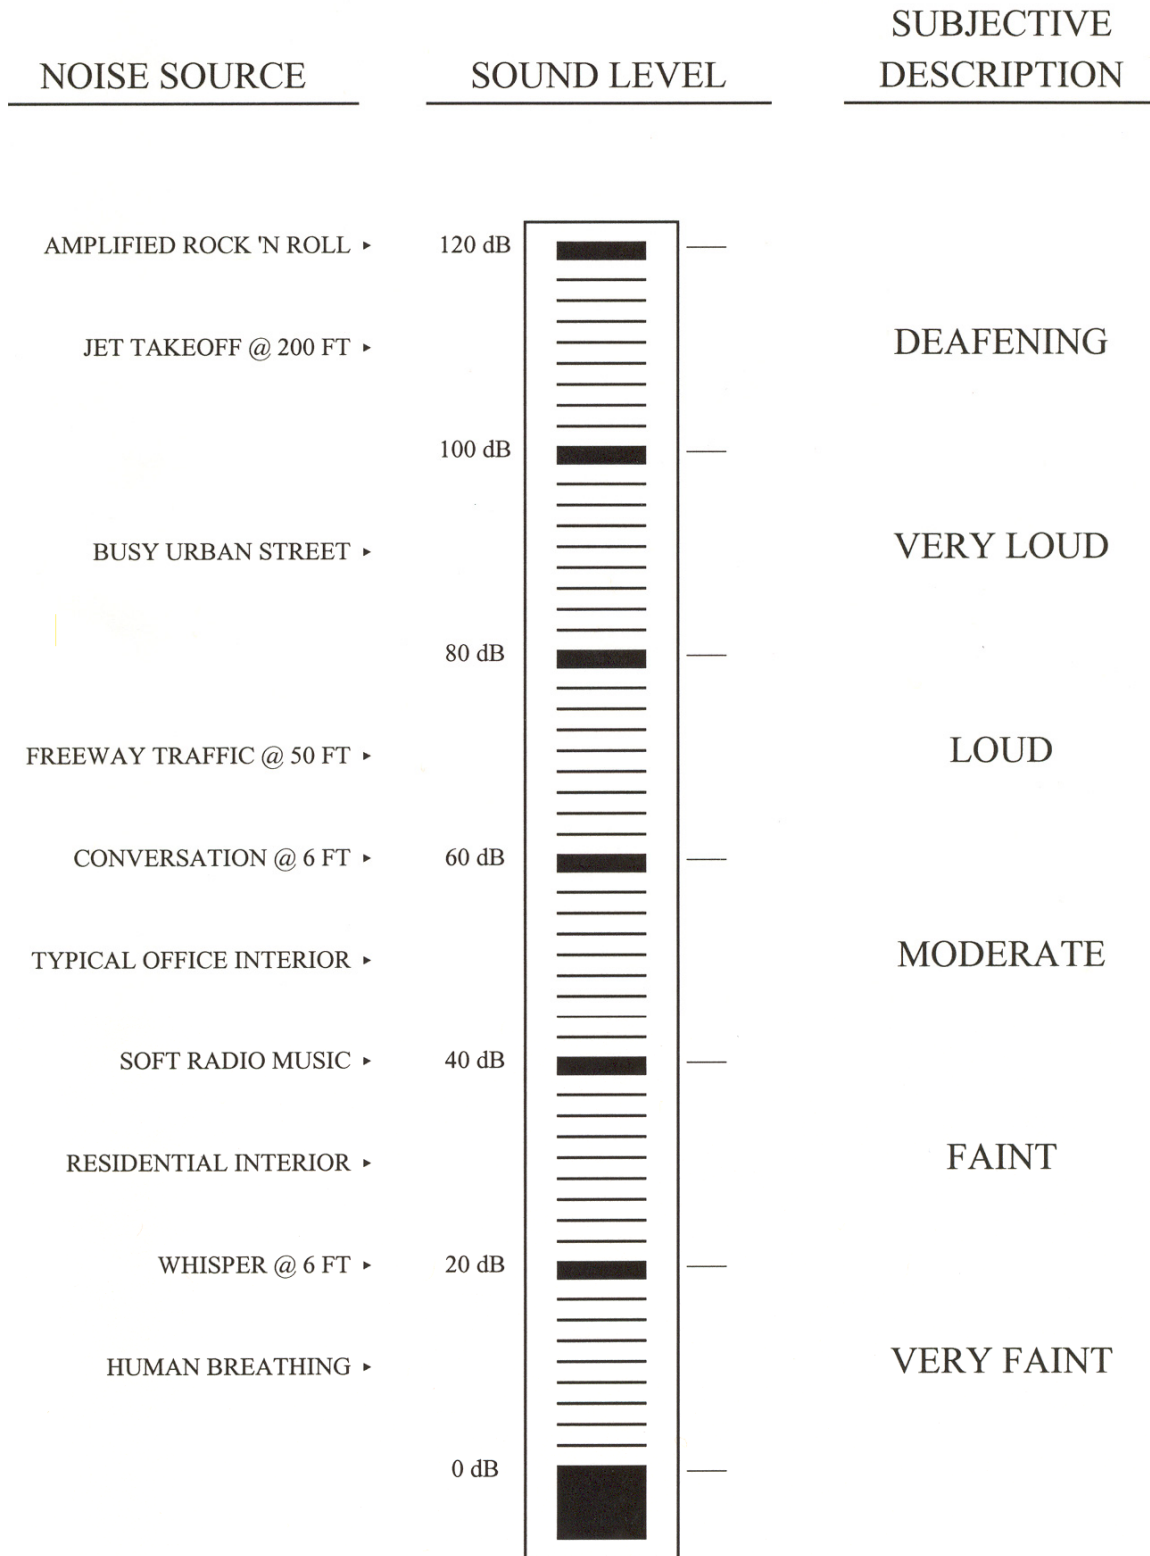 NOISE SOURCE
SOUND LEVEL
SUBJECTIVE
DESCRIPTION
AMPLIFIED ROCK 'N ROLL ▸
120 dB
JET TAKEOFF @ 200 FT ▸
DEAFENING
100 dB
BUSY URBAN STREET ▸
VERY LOUD
80 dB
FREEWAY TRAFFIC @ 50 FT ▸
LOUD
CONVERSATION @ 6 FT ▸
60 dB
TYPICAL OFFICE INTERIOR ▸
MODERATE
SOFT RADIO MUSIC ▸
40 dB
RESIDENTIAL INTERIOR ▸
FAINT
WHISPER @ 6 FT ▸
20 dB
HUMAN BREATHING ▸
VERY FAINT
0 dB